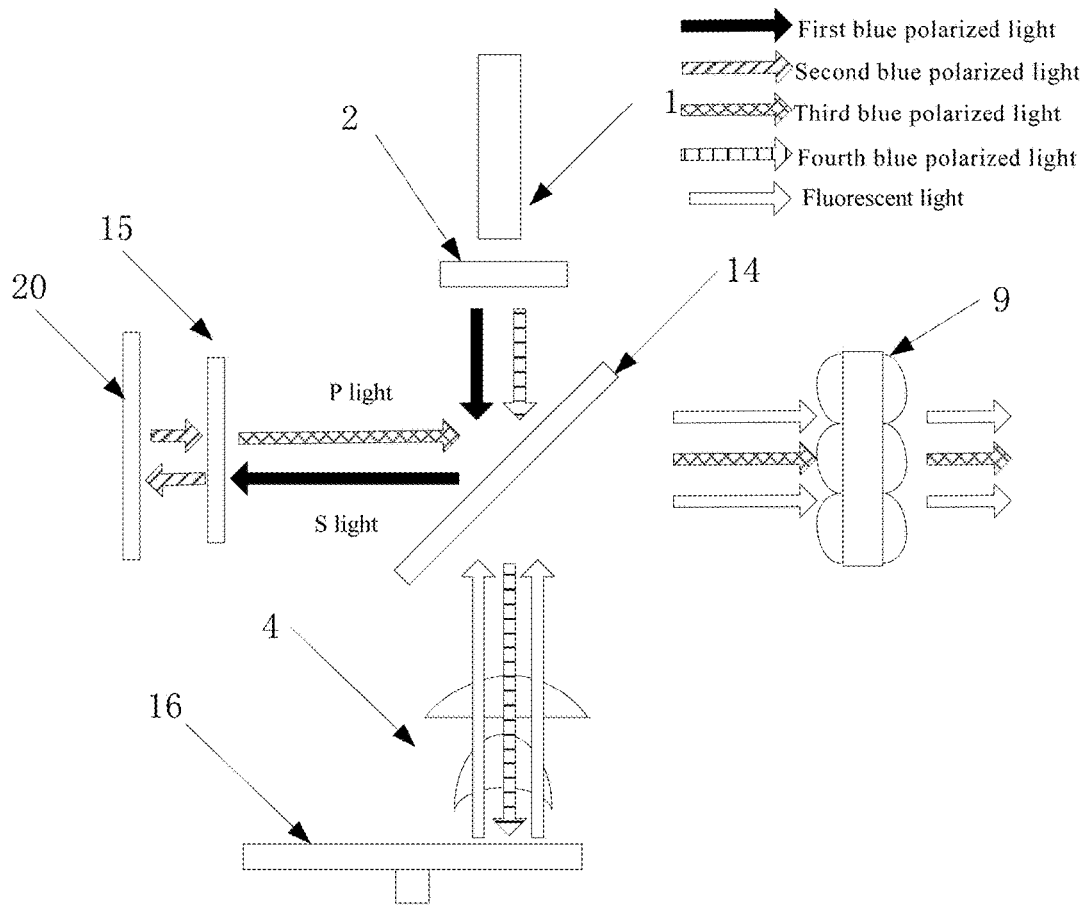 First blue polarized light
Second blue polarized light
Third blue polarized light
Fourth blue polarized light
Fluorescent light
1
2
15
20
14
9
P light
S light
4
16